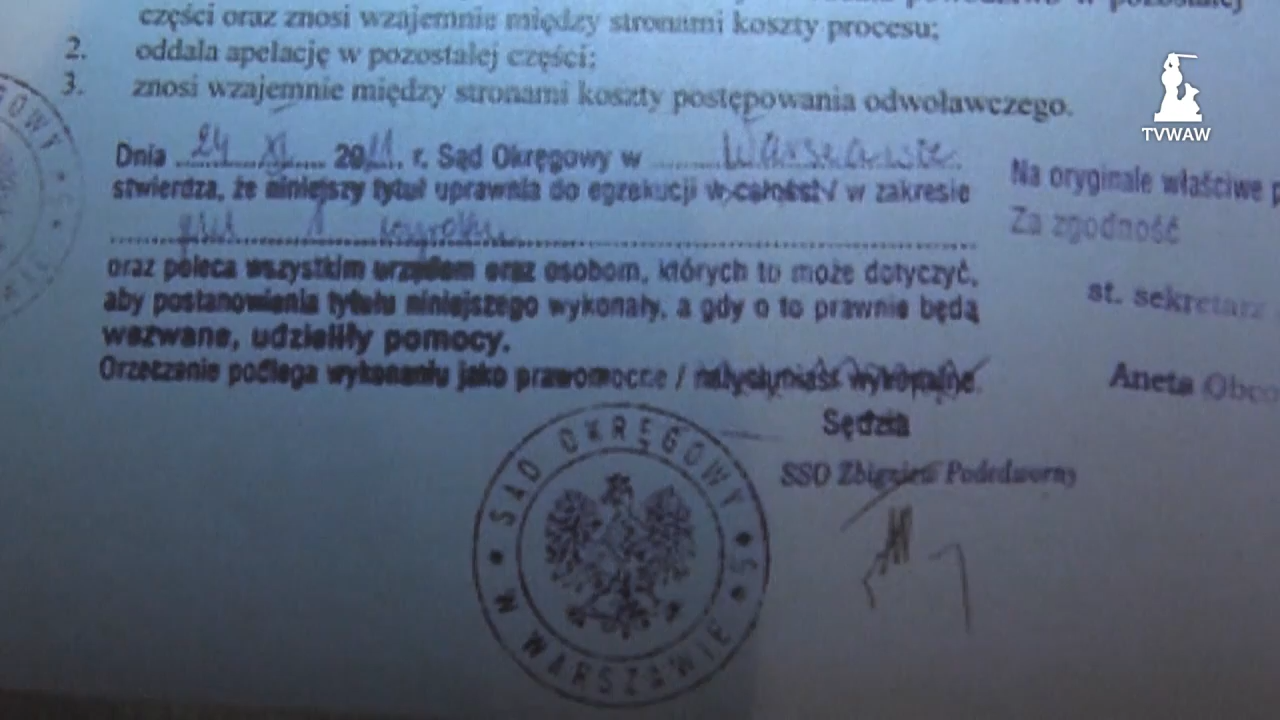 części oraz znosi wzajemnie między stronami koszty procesu;
2. oddala apelację w pozostałej części;
3. znosi wzajemnie między stronami koszty postępowania odwoławczego.
TVWAW
Dnia 24 XI 2011 r. Sąd Okręgowy w Warszawie
stwierdza, że niniejszy tytuł uprawnia do egzekucji w całości / w zakresie
pkt 1 wyroku
oraz poleca wszystkim urzędom oraz osobom, których to może dotyczyć,
aby postanowienia tytułu niniejszego wykonały, a gdy o to prawnie będą
wezwane, udzieliły pomocy.
Orzeczenie podlega wykonaniu jako prawomocne / natychmiast wykonalne.
Sędzia
SSO Zbigniew Podedworny
Na oryginale właściwe
Za zgodność
st. sekretarz
Aneta
SĄD OKRĘGOWY W WARSZAWIE 5